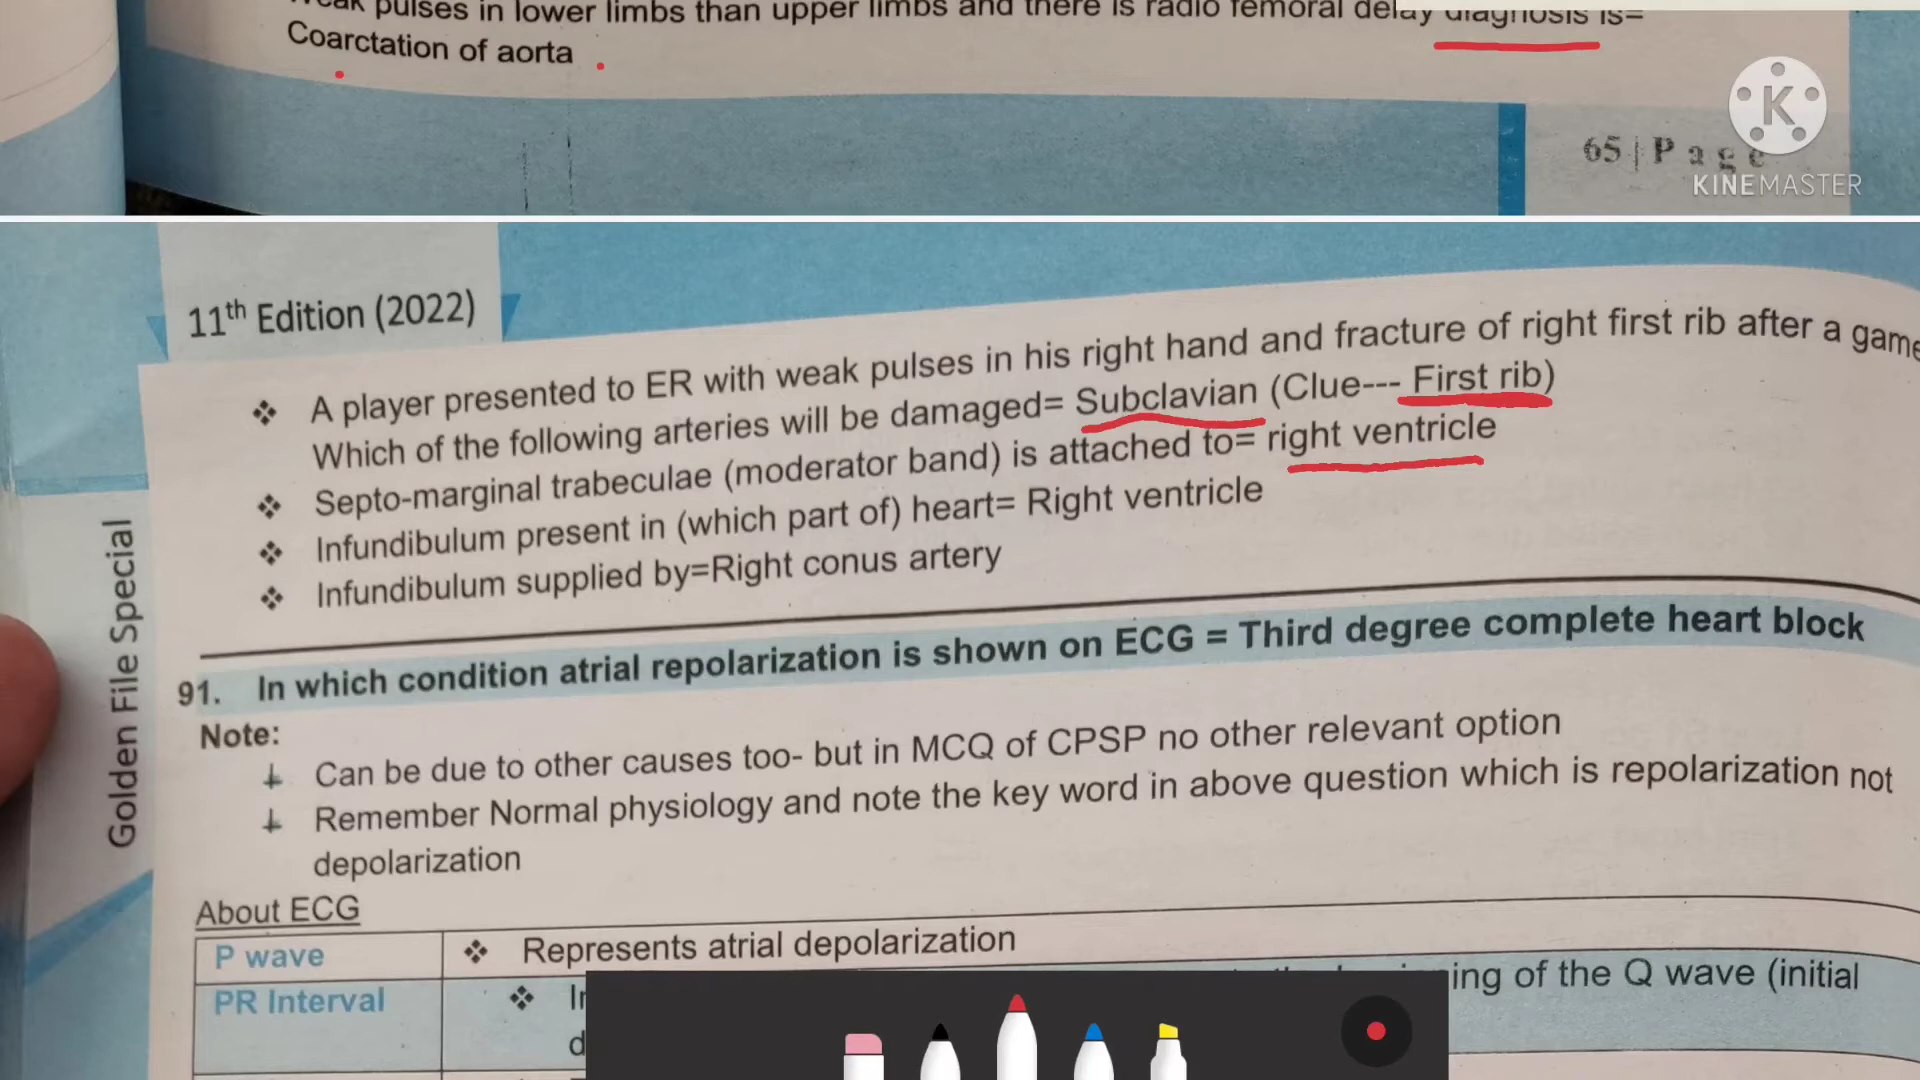 pulses in lower limbs than upper limbs and there is radio femoral delay diagnosis is=
Coarctation of aorta
65 | Page
KINEMASTER
11th Edition (2022)
❖ A player presented to ER with weak pulses in his right hand and fracture of right first rib after a game
Which of the following arteries will be damaged= Subclavian (Clue--- First rib)
❖ Septo-marginal trabeculae (moderator band) is attached to= right ventricle
❖ Infundibulum present in (which part of) heart= Right ventricle
❖ Infundibulum supplied by=Right conus artery
Golden File Special
91. In which condition atrial repolarization is shown on ECG = Third degree complete heart block
Note:
Can be due to other causes too- but in MCQ of CPSP no other relevant option
Remember Normal physiology and note the key word in above question which is repolarization not
depolarization
About ECG
P wave ❖ Represents atrial depolarization
PR Interval ❖ of the Q wave (initial